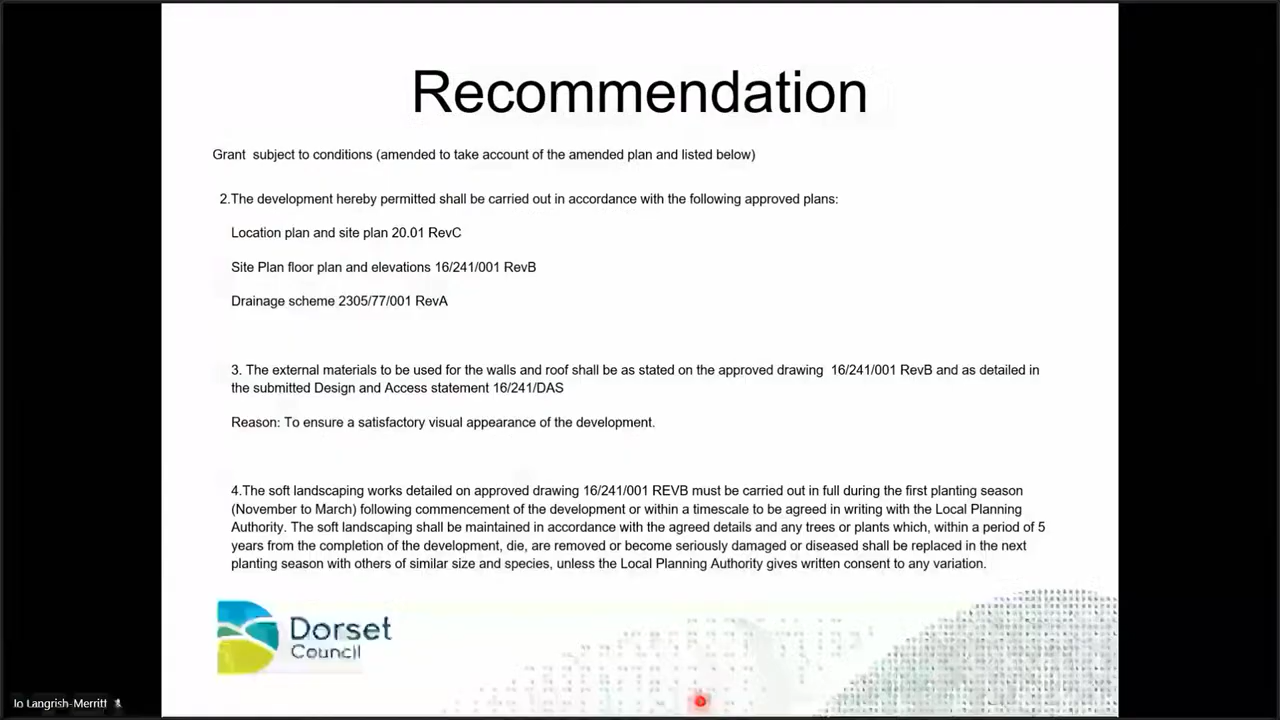 Recommendation
Grant subject to conditions (amended to take account of the amended plan and listed below)
2.The development hereby permitted shall be carried out in accordance with the following approved plans:
Location plan and site plan 20.01 RevC
Site Plan floor plan and elevations 16/241/001 RevB
Drainage scheme 2305/77/001 RevA
3. The external materials to be used for the walls and roof shall be as stated on the approved drawing 16/241/001 RevB and as detailed in
the submitted Design and Access statement 16/241/DAS
Reason: To ensure a satisfactory visual appearance of the development.
4.The soft landscaping works detailed on approved drawing 16/241/001 REVB must be carried out in full during the first planting season
(November to March) following commencement of the development or within a timescale to be agreed in writing with the Local Planning
Authority. The soft landscaping shall be maintained in accordance with the agreed details and any trees or plants which, within a period of 5
years from the completion of the development, die, are removed or become seriously damaged or diseased shall be replaced in the next
planting season with others of similar size and species, unless the Local Planning Authority gives written consent to any variation.
Dorset
Council
Jo Langrish-Merritt